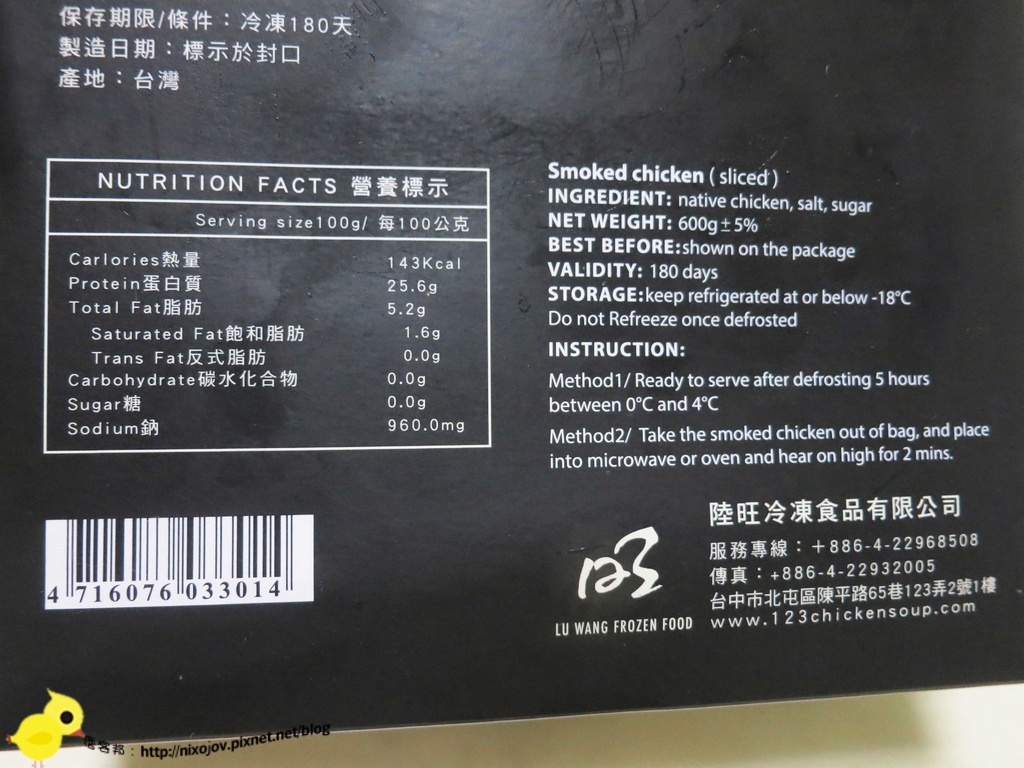 保存期限/條件：冷凍180天
製造日期：標示於封口
產地：台灣
NUTRITION FACTS 營養標示
Serving size100g/ 每100公克
Carlories熱量 143Kcal
Protein蛋白質 25.6g
Total Fat脂肪 5.2g
Saturated Fat飽和脂肪 1.6g
Trans Fat反式脂肪 0.0g
Carbohydrate碳水化合物 0.0g
Sugar糖 0.0g
Sodium鈉 960.0mg
4 716076 033014
Smoked chicken ( sliced )
INGREDIENT: native chicken, salt, sugar
NET WEIGHT: 600g±5%
BEST BEFORE:shown on the package
VALIDITY: 180 days
STORAGE:keep refrigerated at or below -18°C
Do not Refreeze once defrosted
INSTRUCTION:
Method1/ Ready to serve after defrosting 5 hours
between 0°C and 4°C
Method2/ Take the smoked chicken out of bag, and place
into microwave or oven and hear on high for 2 mins.
LU WANG FROZEN FOOD
陸旺冷凍食品有限公司
服務專線：+886-4-22968508
傳真：+886-4-22932005
台中市北屯區陳平路65巷123弄2號1樓
www.123chickensoup.com
痞客邦：http://nixojov.pixnet.net/blog